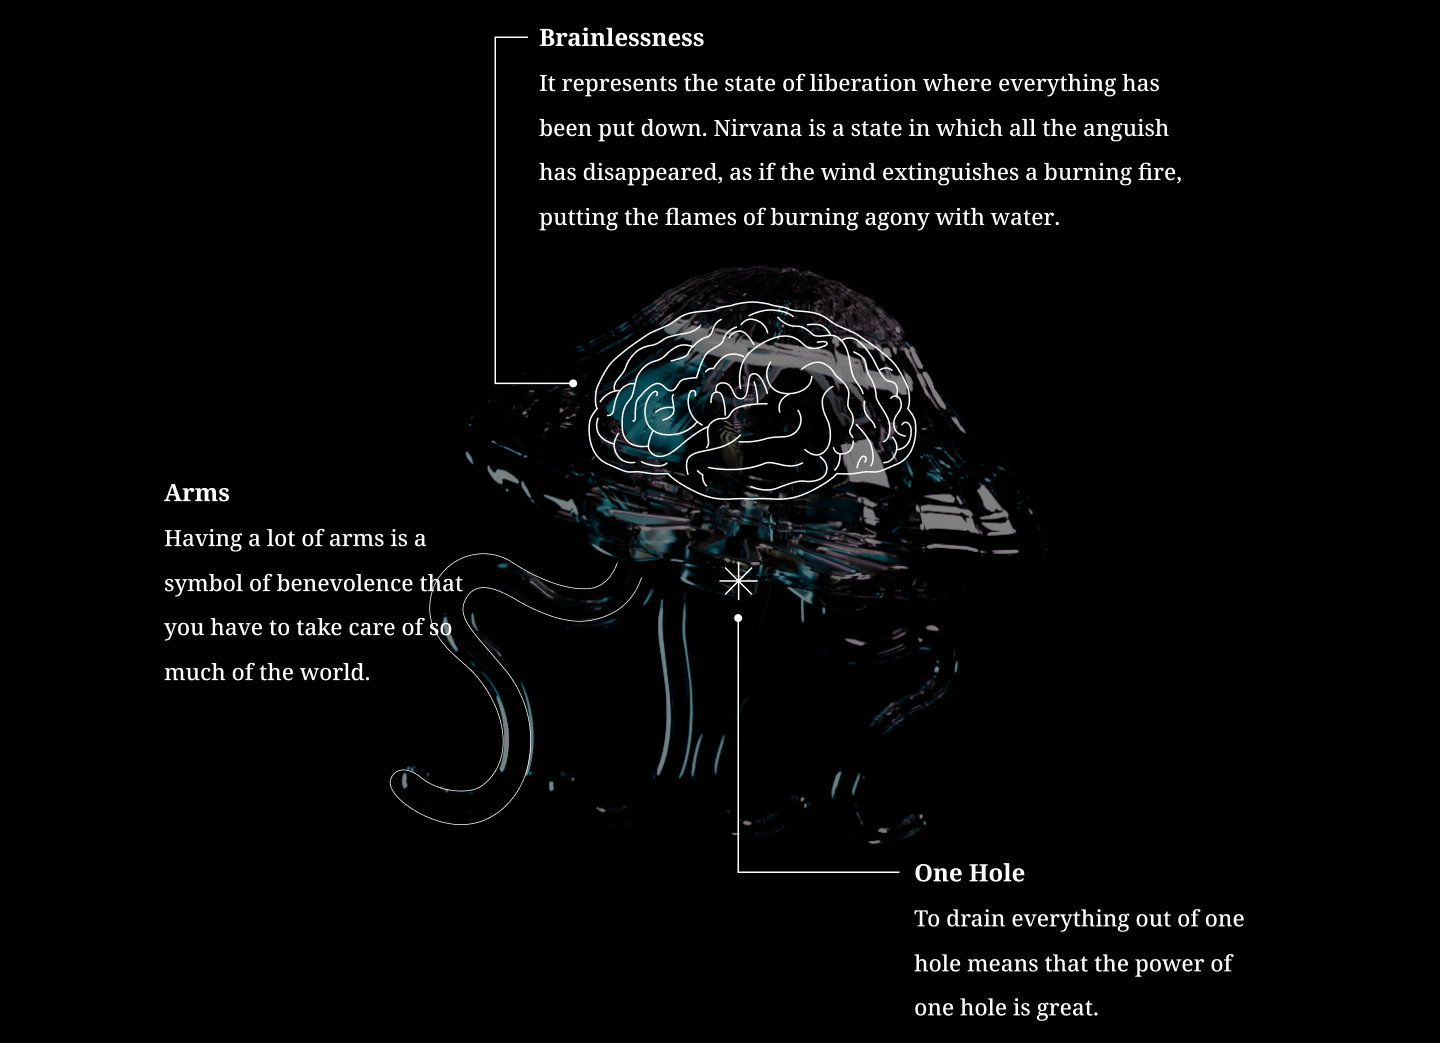 Brainlessness
It represents the state of liberation where everything has
been put down. Nirvana is a state in which all the anguish
has disappeared, as if the wind extinguishes a burning fire,
putting the flames of burning agony with water.
Arms
Having a lot of arms is a
symbol of benevolence that
you have to take care of so
much of the world.
One Hole
To drain everything out of one
hole means that the power of
one hole is great.